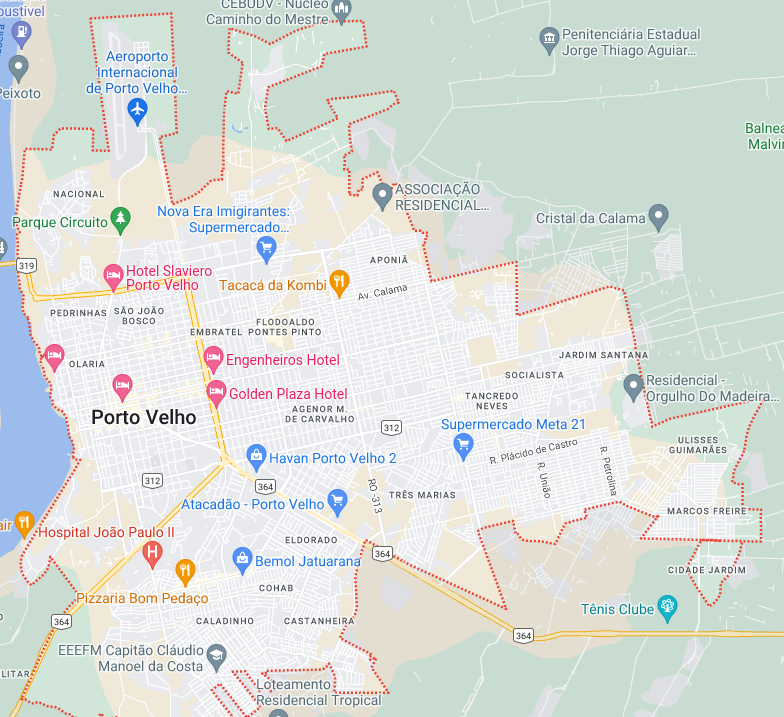 CEBUDV - Núcleo
Caminho do Mestre
bustível
Penitenciária Estadual
Jorge Thiago Aguiar...
Aeroporto
Internacional
de Porto Velho...
Peixoto
Balneá
Malvin
NACIONAL
ASSOCIAÇÃO
RESIDENCIAL...
Parque Circuito
Nova Era Imigirantes:
Supermercado...
Cristal da Calama
319
APONIÃ
Hotel Slaviero
Porto Velho
Tacacá da Kombi
Av. Calama
PEDRINHAS
SÃO JOÃO
BOSCO
FLODOALDO
PONTES PINTO
EMBRATEL
Engenheiros Hotel
JARDIM SANTANA
OLARIA
SOCIALISTA
Residencial -
Orgulho Do Madeira...
Golden Plaza Hotel
TANCREDO
NEVES
Porto Velho
AGENOR M.
DE CARVALHO
312
Supermercado Meta 21
ULISSES
GUIMARÃES
Havan Porto Velho 2
R. Plácido de Castro
R. União
R. Petrolina
312
364
RO-313
TRÊS MARIAS
Atacadão - Porto Velho
MARCOS FREIRE
air
Hospital João Paulo II
ELDORADO
364
Bemol Jatuarana
CIDADE JARDIM
COHAB
Pizzaria Bom Pedaço
Tênis Clube
364
CALADINHO
CASTANHEIRA
364
EEEFM Capitão Cláudio
Manoel da Costa
LITAR
Loteamento
Residencial Tropical